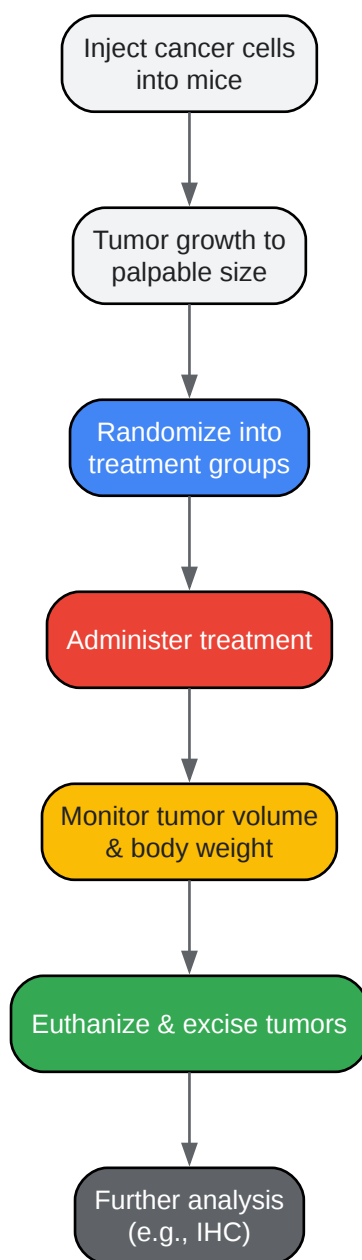 Inject cancer cells
into mice
Tumor growth to
palpable size
Randomize into
treatment groups
Administer treatment
Monitor tumor volume
& body weight
Euthanize & excise tumors
Further analysis
(e.g., IHC)